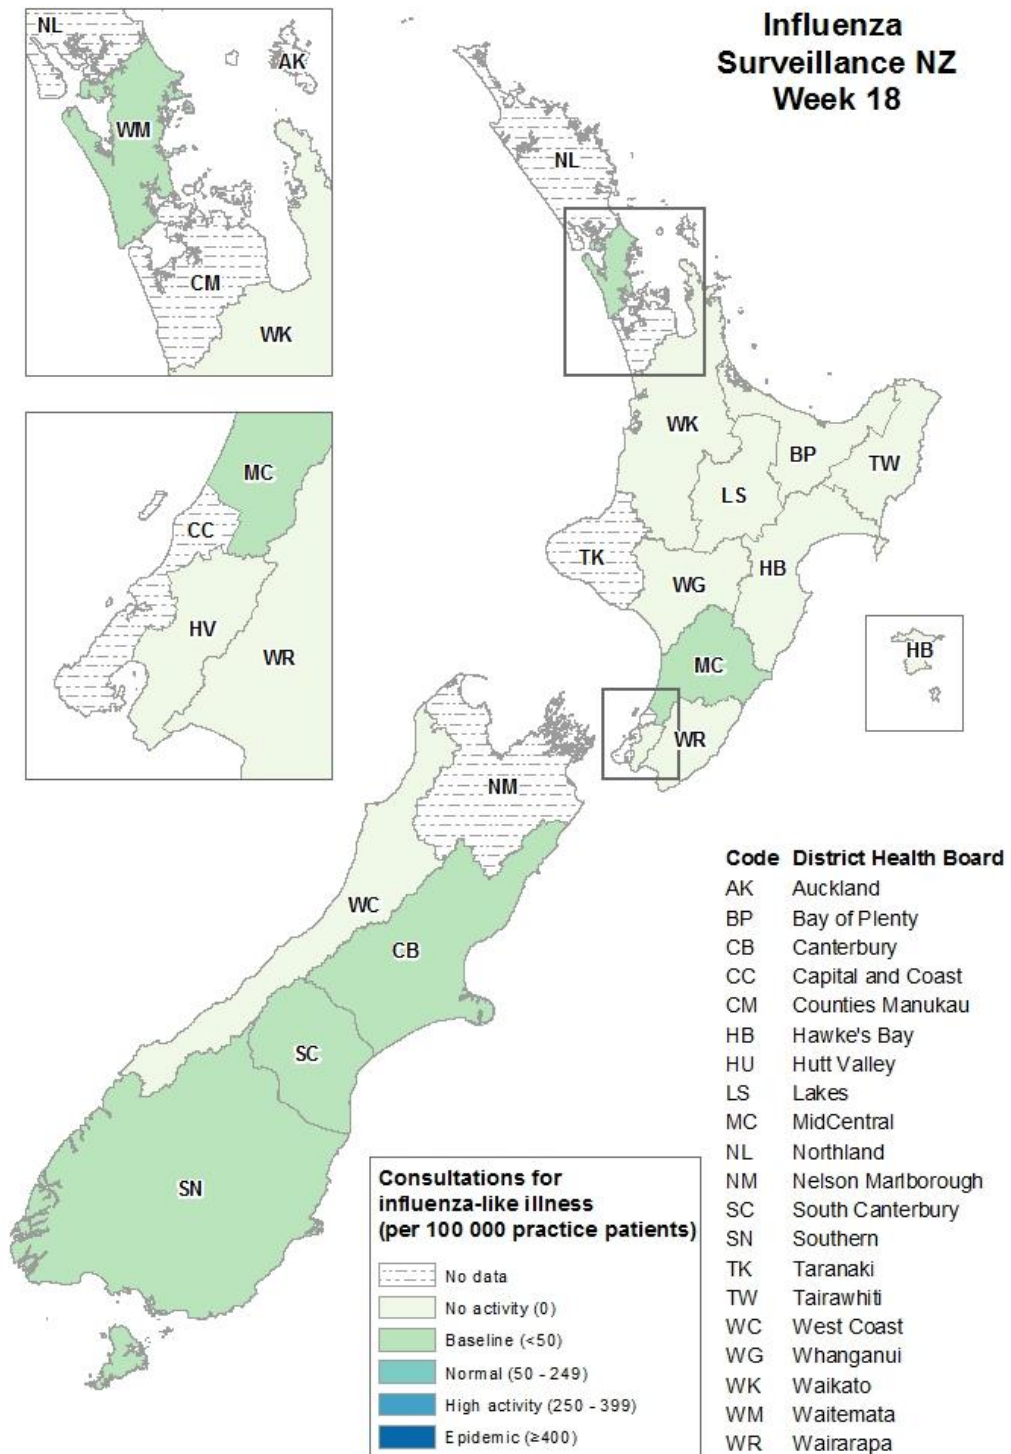 Influenza
Surveillance NZ
Week 18
NL
AK
WM
CM
WK
MC
CC
HV
WR
NL
WK
BP
TW
LS
TK
WG
HB
MC
WR
HB
NM
WC
CB
SC
SN
Code District Health Board
AK Auckland
BP Bay of Plenty
CB Canterbury
CC Capital and Coast
CM Counties Manukau
HB Hawke's Bay
HU Hutt Valley
LS Lakes
MC MidCentral
NL Northland
NM Nelson Marlborough
SC South Canterbury
SN Southern
TK Taranaki
TW Tairawhiti
WC West Coast
WG Whanganui
WK Waikato
WM Waitemata
WR Wairarapa
Consultations for
influenza-like illness
(per 100 000 practice patients)
No data
No activity (0)
Baseline (<50)
Normal (50 - 249)
High activity (250 - 399)
Epidemic (≥400)